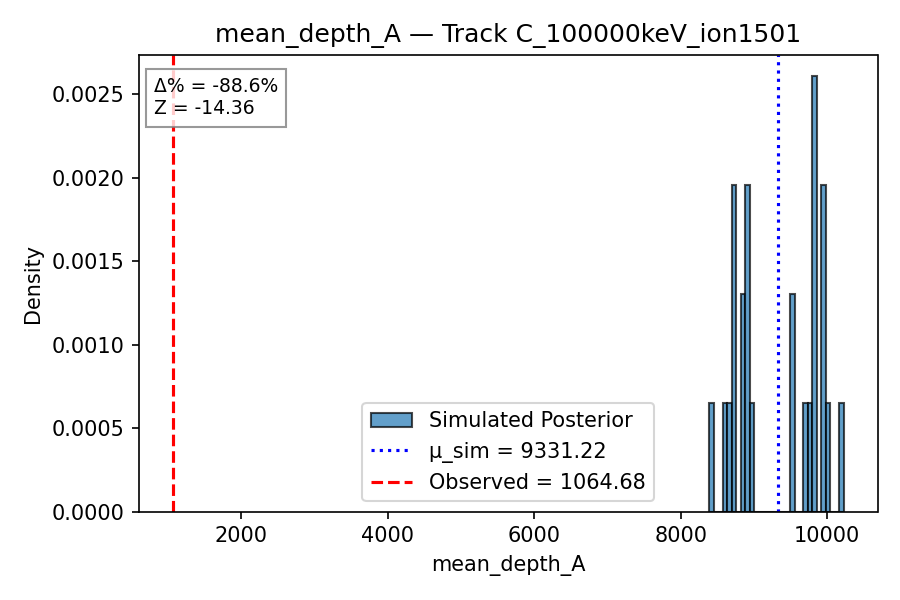 mean_depth_A — Track C_100000keV_ion1501
Δ% = -88.6%
Z = -14.36
Density
0.0025
0.0020
0.0015
0.0010
0.0005
0.0000
Simulated Posterior
μ_sim = 9331.22
Observed = 1064.68
2000 4000 6000 8000 10000
mean_depth_A